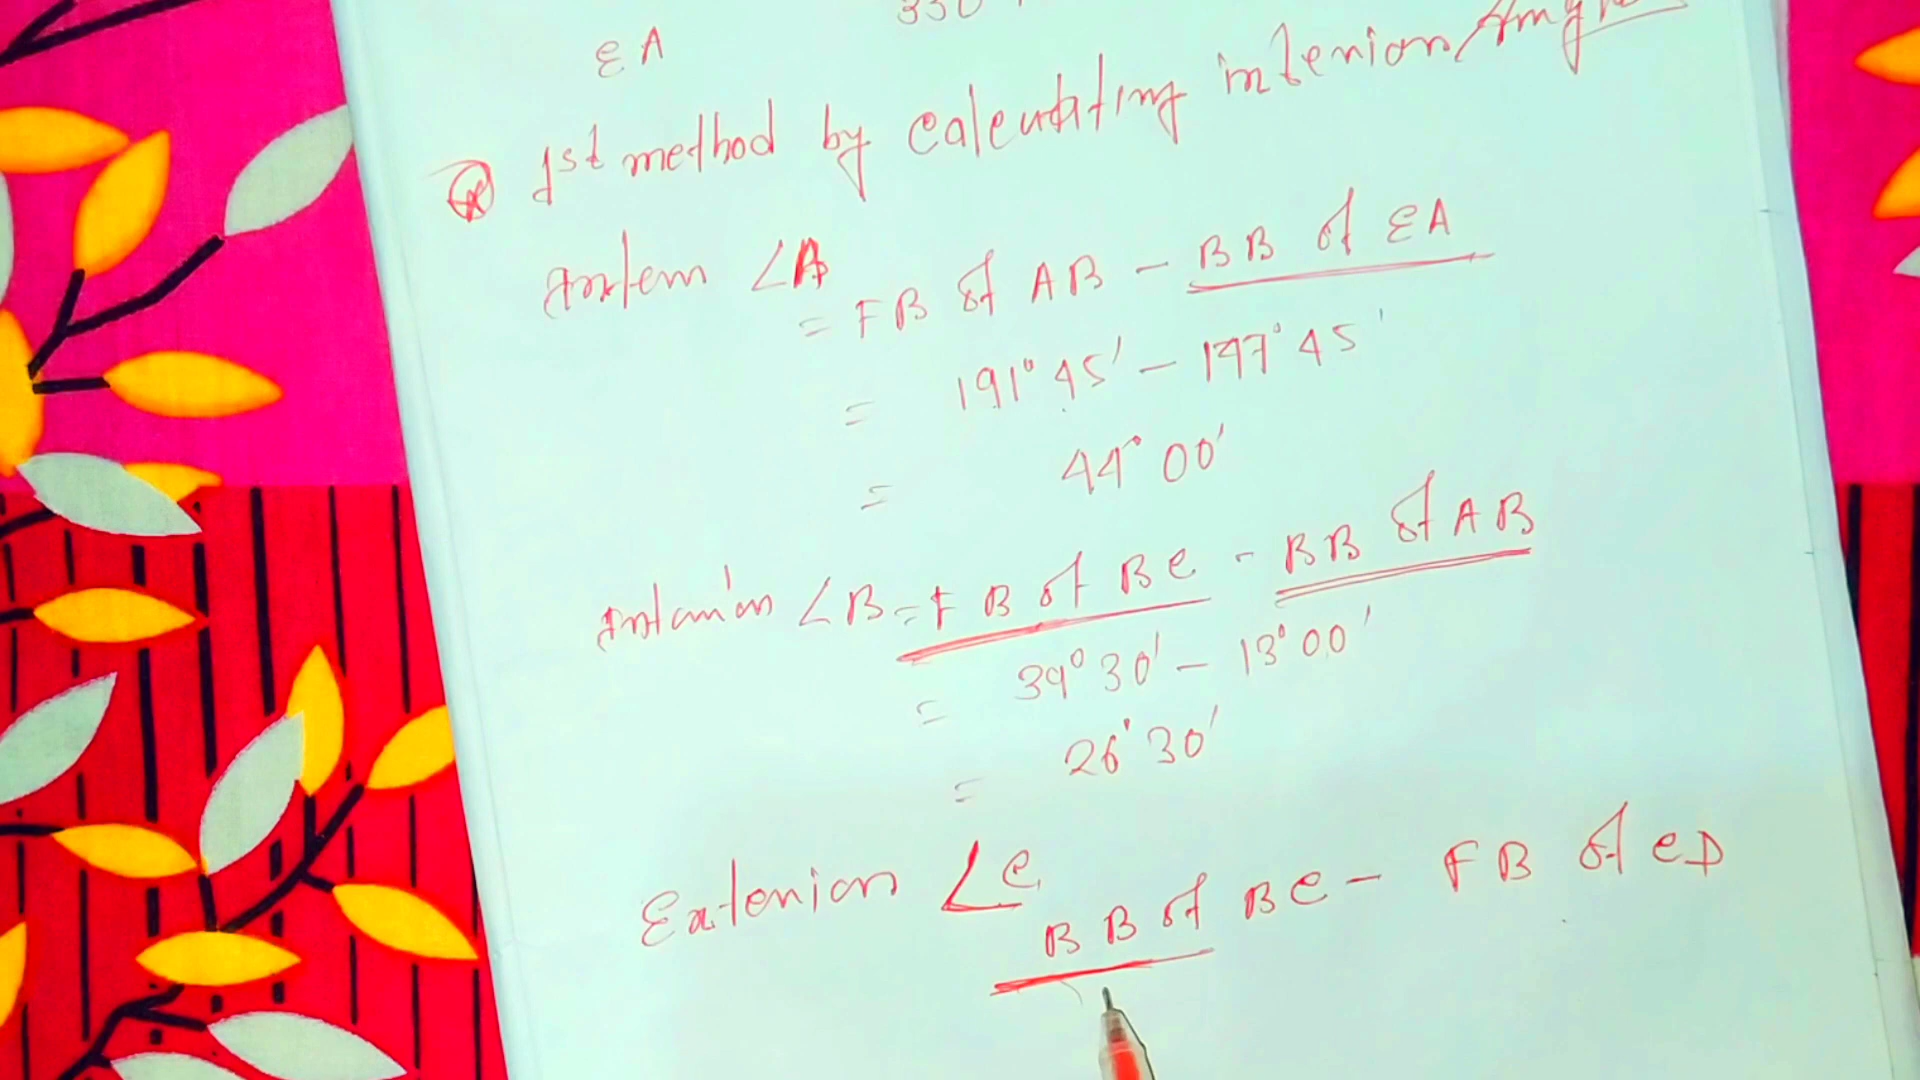 EA
1st method by calculating interior Angle
Interior ∠A
= FB of AB - BB of EA
= 191°45' - 147°45'
= 44°00'
Interior ∠B = FB of BC - BB of AB
= 39°30' - 13°00'
= 26°30'
Exterior ∠C
BB of BC - FB of CD